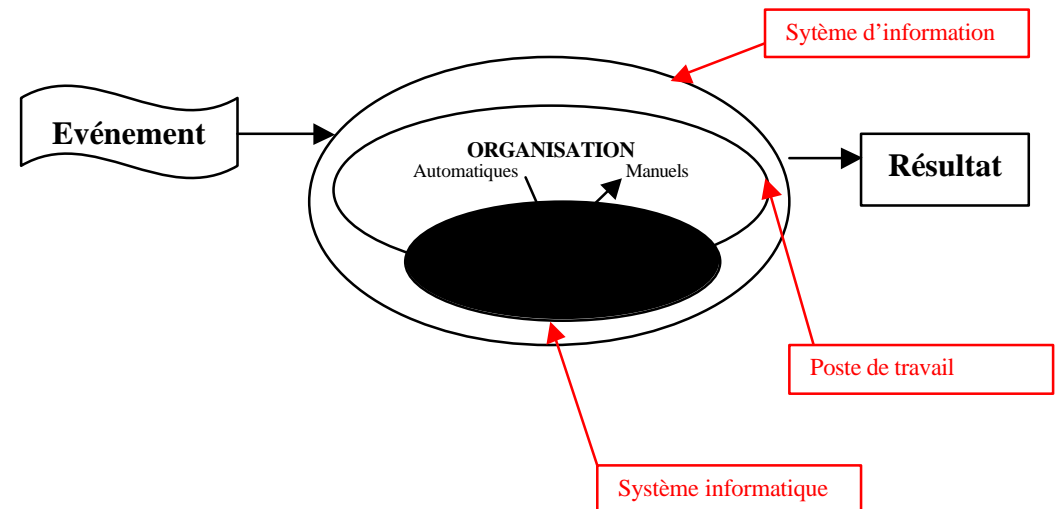 Sytème d’information
Evénement
ORGANISATION
Automatiques Manuels
Résultat
Poste de travail
Système informatique